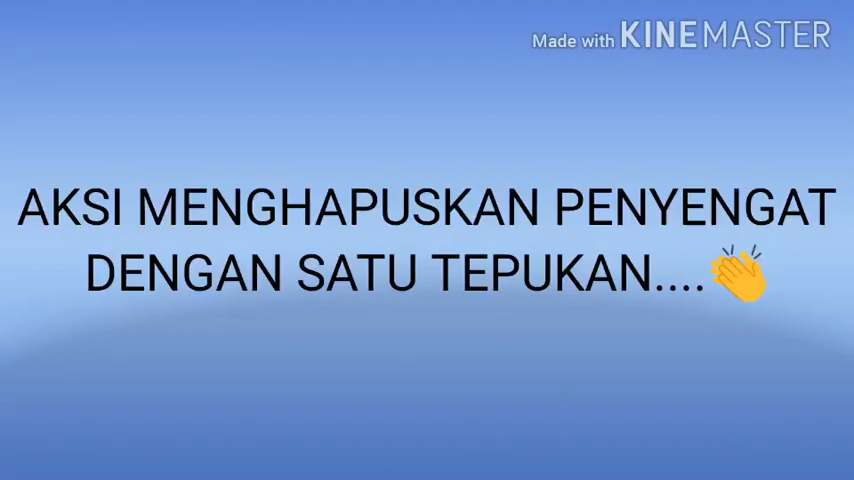 Made with KINEMASTER
AKSI MENGHAPUSKAN PENYENGAT
DENGAN SATU TEPUKAN....👏